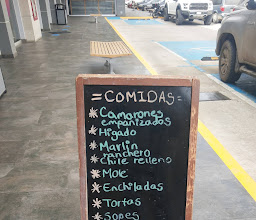 =COMIDAS=
* Camarones
empanizados
* Higado
* Marlin
ranchero
* Chile relleno
* Mole
* Enchiladas
* Tortas
* Sopes